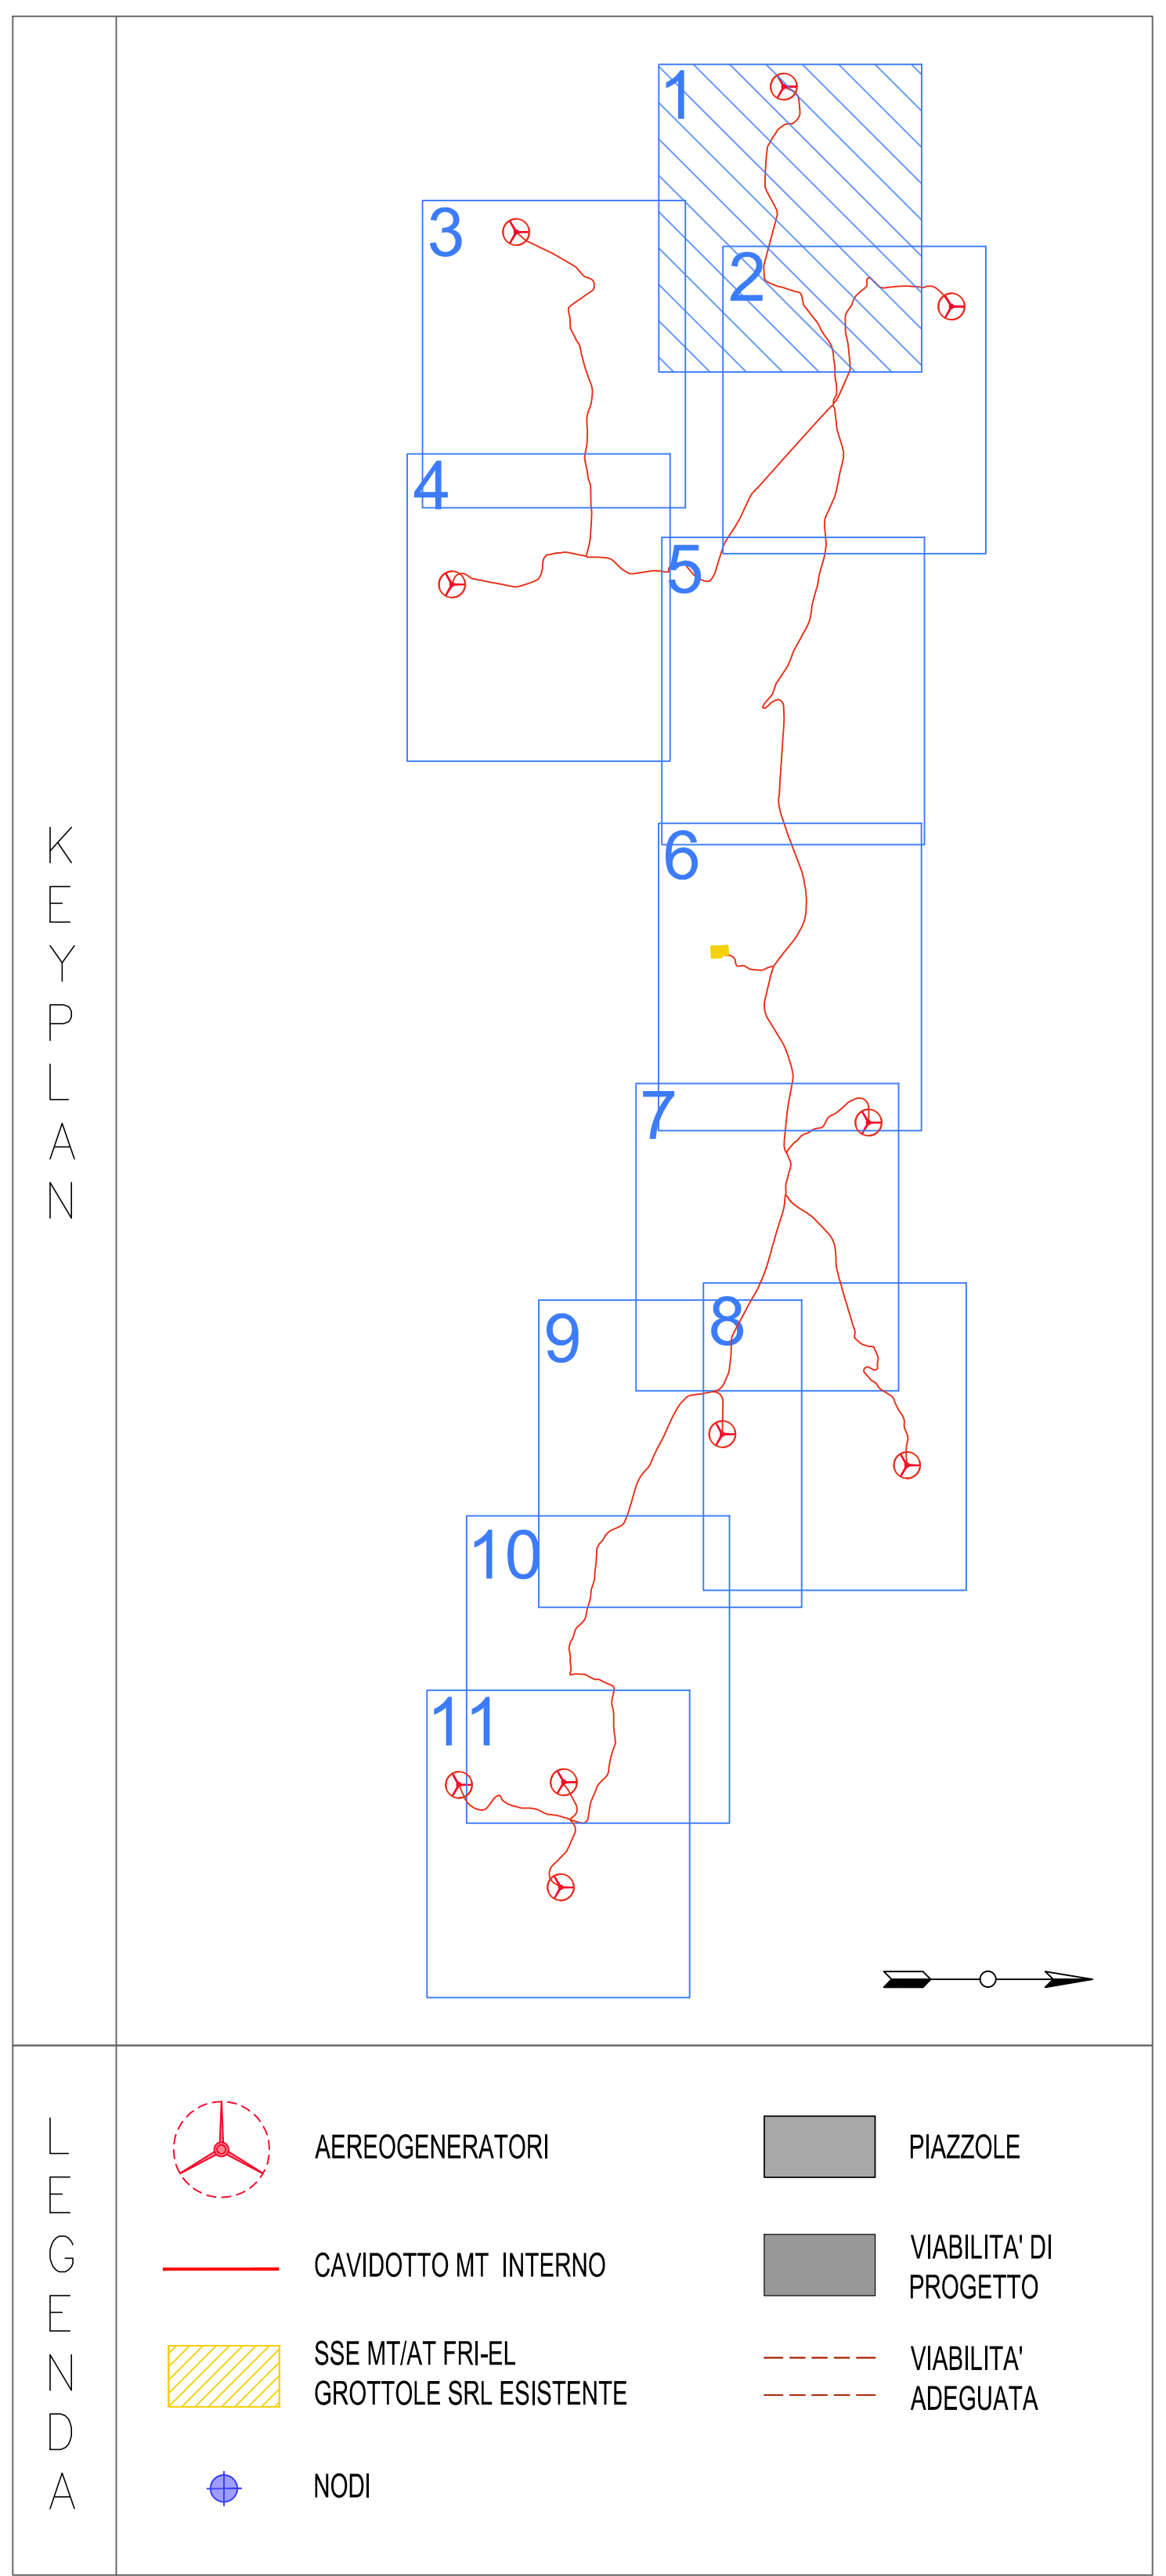 KEYPLAN
1
2
3
4
5
6
7
8
9
10
11
LEGENDA
AEREOGENERATORI
CAVIDOTTO MT INTERNO
SSE MT/AT FRI-EL
GROTTOLE SRL ESISTENTE
NODI
PIAZZOLE
VIABILITA' DI
PROGETTO
VIABILITA'
ADEGUATA